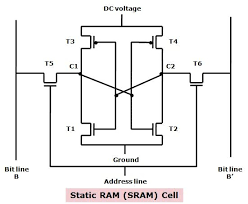 DC voltage
T3
T4
T5
C1
C2
T6
T1
T2
Ground
Bit line
B
Address line
Bit line
B'
Static RAM (SRAM) Cell